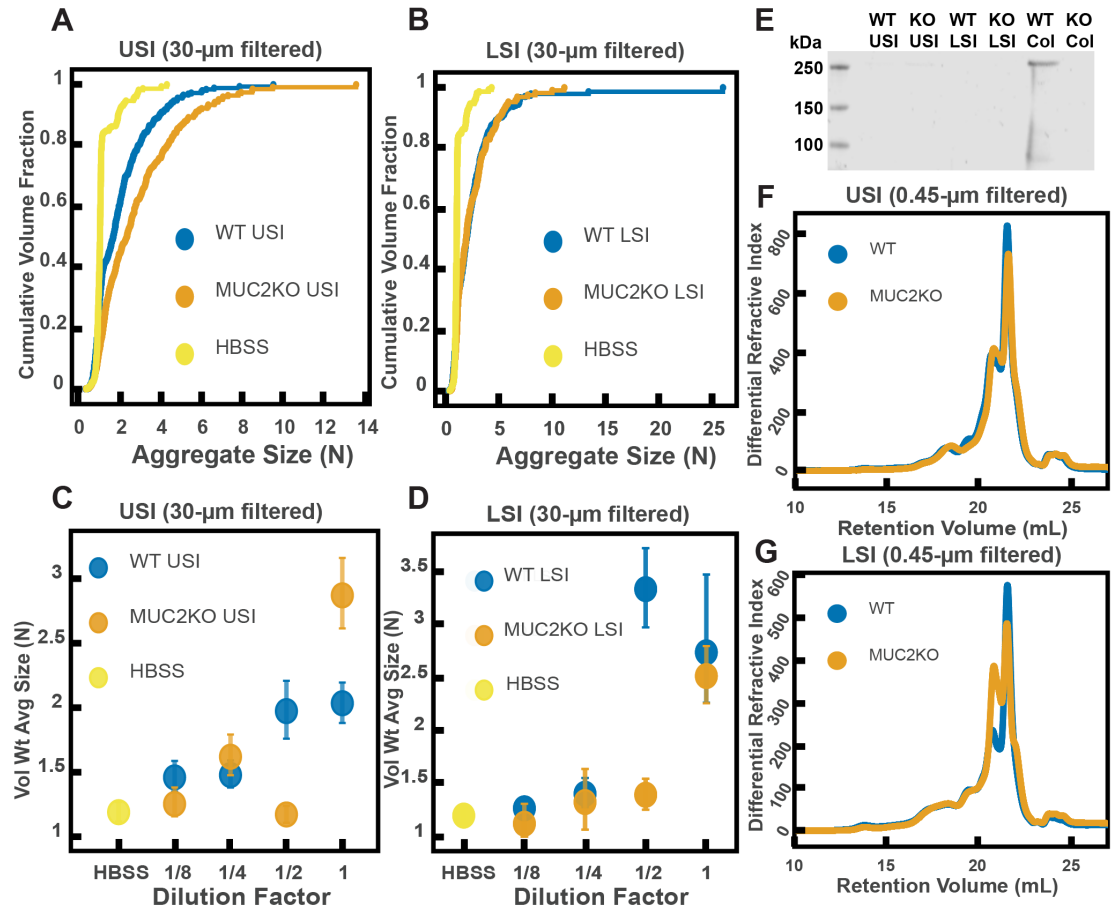 A
USI (30-µm filtered)
Cumulative Volume Fraction
1
0.8
0.6
0.4
0.2
0
WT USI
MUC2KO USI
HBSS
0 2 4 6 8 10 12 14
Aggregate Size (N)
B
LSI (30-µm filtered)
Cumulative Volume Fraction
1
0.8
0.6
0.4
0.2
0
WT LSI
MUC2KO LSI
HBSS
0 5 10 15 20 25
Aggregate Size (N)
C
USI (30-µm filtered)
Vol Wt Avg Size (N)
3
2.5
2
1.5
1
WT USI
MUC2KO USI
HBSS
HBSS 1/8 1/4 1/2 1
Dilution Factor
D
LSI (30-µm filtered)
Vol Wt Avg Size (N)
3.5
3
2.5
2
1.5
1
WT LSI
MUC2KO LSI
HBSS
HBSS 1/8 1/4 1/2 1
Dilution Factor
E
WT KO WT KO WT KO
kDa USI USI LSI LSI Col Col
250
150
100
F
USI (0.45-µm filtered)
Differential Refractive Index
800
600
400
200
0
WT
MUC2KO
10 15 20 25
Retention Volume (mL)
G
LSI (0.45-µm filtered)
Differential Refractive Index
600
500
400
300
200
100
0
WT
MUC2KO
10 15 20 25
Retention Volume (mL)